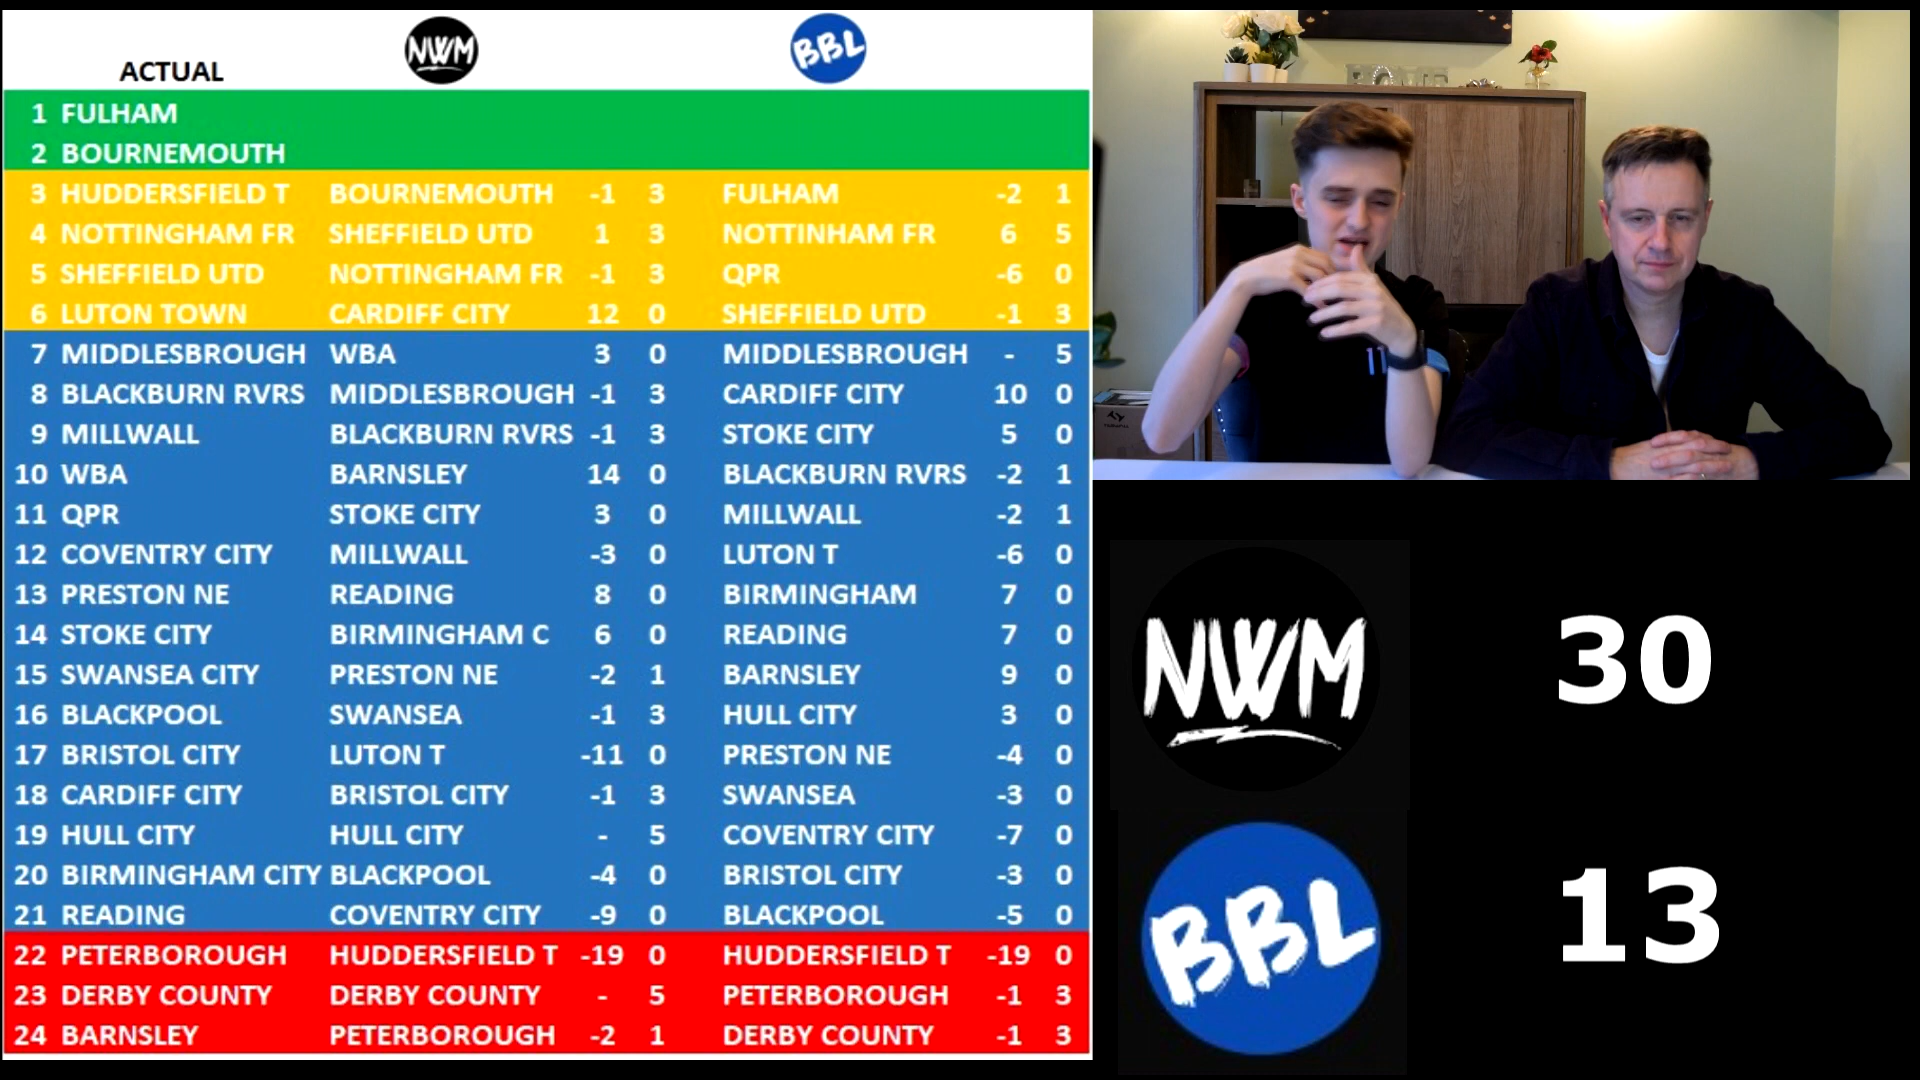 NWM
BBL
ACTUAL
1 FULHAM
2 BOURNEMOUTH
3 HUDDERSFIELD T BOURNEMOUTH -1 3 FULHAM -2 1
4 NOTTINGHAM FR SHEFFIELD UTD 1 3 NOTTINHAM FR 6 5
5 SHEFFIELD UTD NOTTINGHAM FR -1 3 QPR -6 0
6 LUTON TOWN CARDIFF CITY 12 0 SHEFFIELD UTD -1 3
7 MIDDLESBROUGH WBA 3 0 MIDDLESBROUGH - 5
8 BLACKBURN RVRS MIDDLESBROUGH -1 3 CARDIFF CITY 10 0
9 MILLWALL BLACKBURN RVRS -1 3 STOKE CITY 5 0
10 WBA BARNSLEY 14 0 BLACKBURN RVRS -2 1
11 QPR STOKE CITY 3 0 MILLWALL -2 1
12 COVENTRY CITY MILLWALL -3 0 LUTON T -6 0
13 PRESTON NE READING 8 0 BIRMINGHAM 7 0
14 STOKE CITY BIRMINGHAM C 6 0 READING 7 0
15 SWANSEA CITY PRESTON NE -2 1 BARNSLEY 9 0
16 BLACKPOOL SWANSEA -1 3 HULL CITY 3 0
17 BRISTOL CITY LUTON T -11 0 PRESTON NE -4 0
18 CARDIFF CITY BRISTOL CITY -1 3 SWANSEA -3 0
19 HULL CITY HULL CITY - 5 COVENTRY CITY -7 0
20 BIRMINGHAM CITY BLACKPOOL -4 0 BRISTOL CITY -3 0
21 READING COVENTRY CITY -9 0 BLACKPOOL -5 0
22 PETERBOROUGH HUDDERSFIELD T -19 0 HUDDERSFIELD T -19 0
23 DERBY COUNTY DERBY COUNTY - 5 PETERBOROUGH -1 3
24 BARNSLEY PETERBOROUGH -2 1 DERBY COUNTY -1 3
11
NWM
30
BBL
13